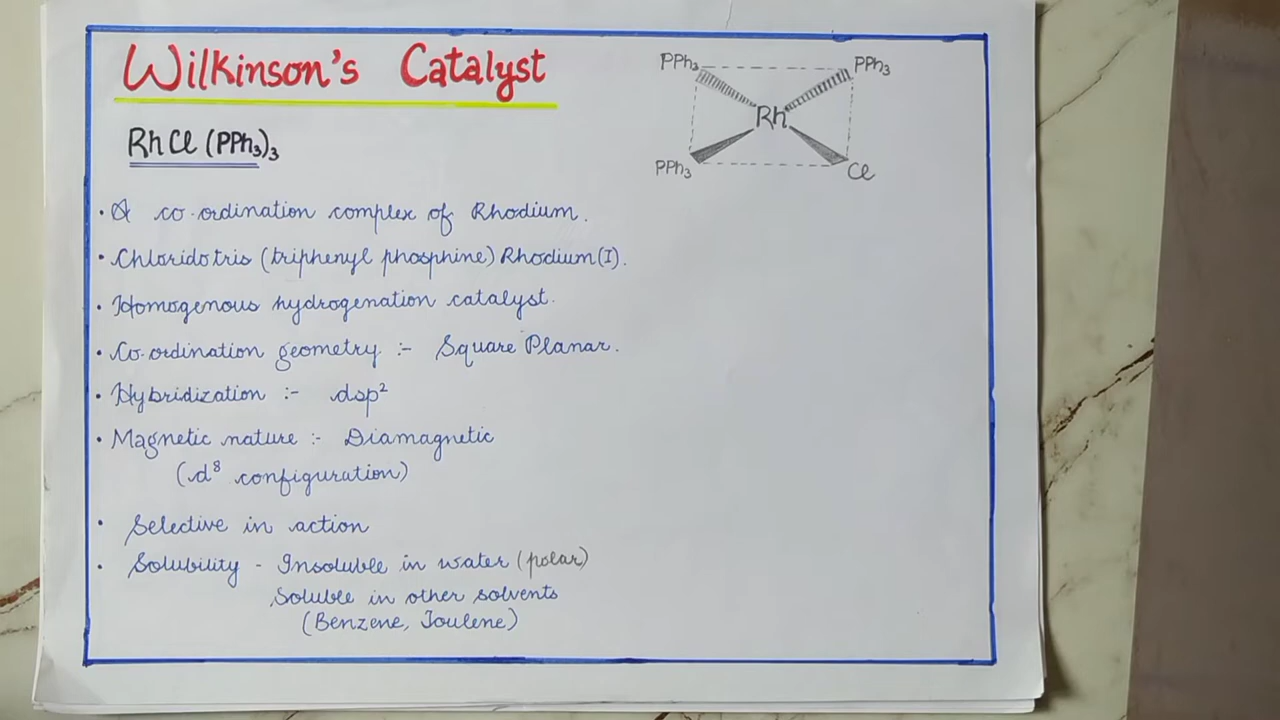 Wilkinson's Catalyst
RhCl (PPh₃)₃
PPh₃ PPh₃
Rh
PPh₃ Cl
• A co-ordination complex of Rhodium.
• Chlorido tris (triphenyl phosphine) Rhodium(I).
• Homogenous hydrogenation catalyst.
• Co-ordination geometry :- Square Planar.
• Hybridization :- dsp²
• Magnetic nature :- Diamagnetic
(d⁸ configuration)
• Selective in action
• Solubility - Insoluble in water (polar)
Soluble in other solvents
(Benzene, Toulene)